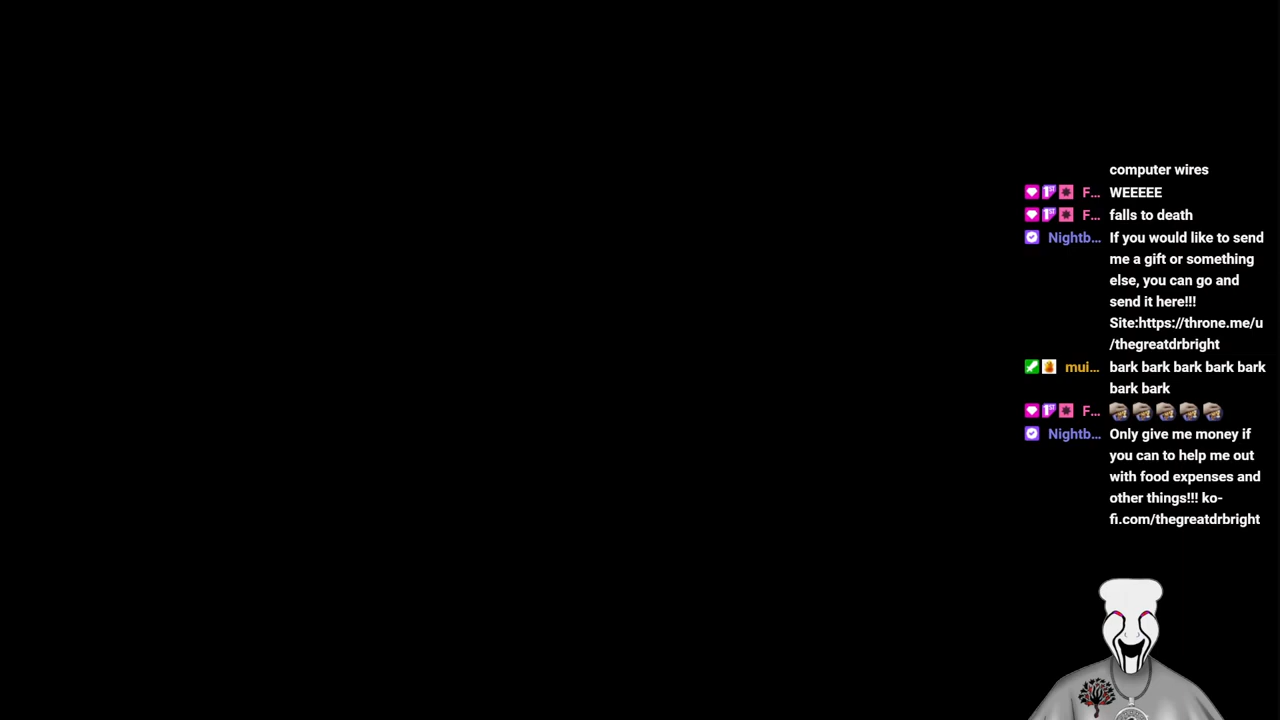 computer wires
F... WEEEEE
F... falls to death
Nightb... If you would like to send
me a gift or something
else, you can go and
send it here!!!
Site:https://throne.me/u
/thegreatdrbright
mui... bark bark bark bark bark
bark bark
F...
Nightb... Only give me money if
you can to help me out
with food expenses and
other things!!! ko-
fi.com/thegreatdrbright